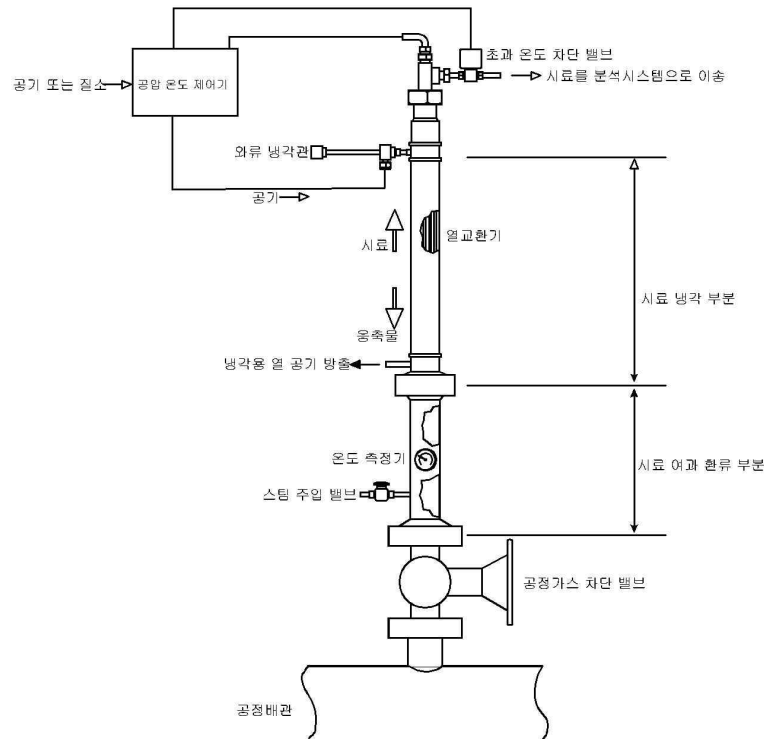 초과 온도 차단 밸브
공기 또는 질소
공압 온도 제어기
시료를 분석시스템으로 이송
와류 냉각관
공기
시료
열교환기
시료 냉각 부분
응축물
냉각용 열 공기 방출
온도 측정기
시료 여과 환류 부분
스팀 주입 밸브
공정가스 차단 밸브
공정배관